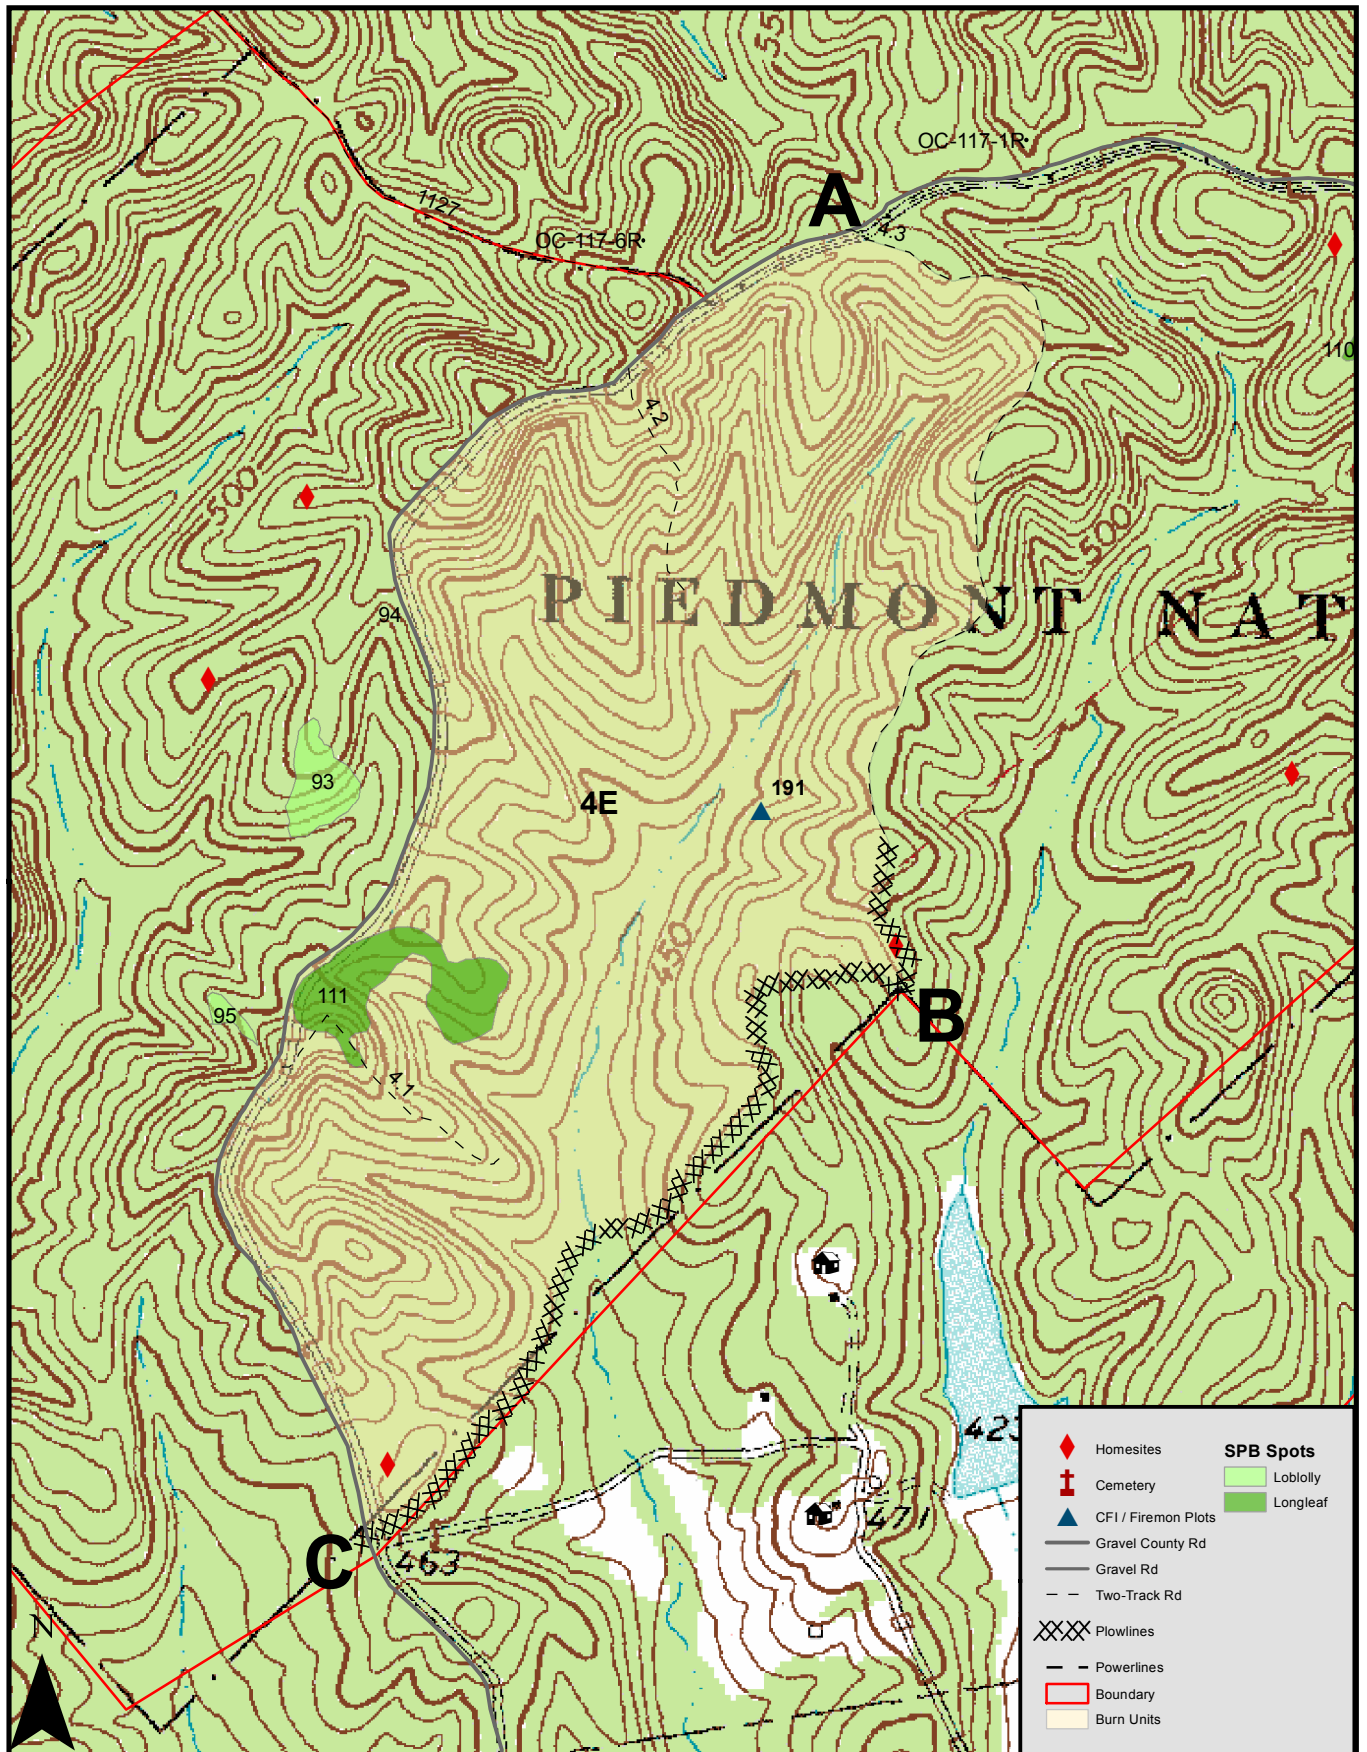 OC-117-1R
A
4.3
1127
OC-117-6R
110
4.2
500
500
PIEDMONT NAT
94
93
191
4E
450
111
95
B
4.1
423
471
C
463
N
Homesites
Cemetery
CFI / Firemon Plots
Gravel County Rd
Gravel Rd
Two-Track Rd
Plowlines
Powerlines
Boundary
Burn Units
SPB Spots
Loblolly
Longleaf